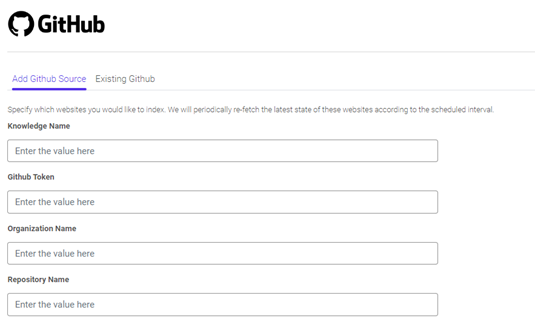 GitHub
Add Github Source Existing Github
Specify which websites you would like to index. We will periodically re-fetch the latest state of these websites according to the scheduled interval.
Knowledge Name
Enter the value here
Github Token
Enter the value here
Organization Name
Enter the value here
Repository Name
Enter the value here